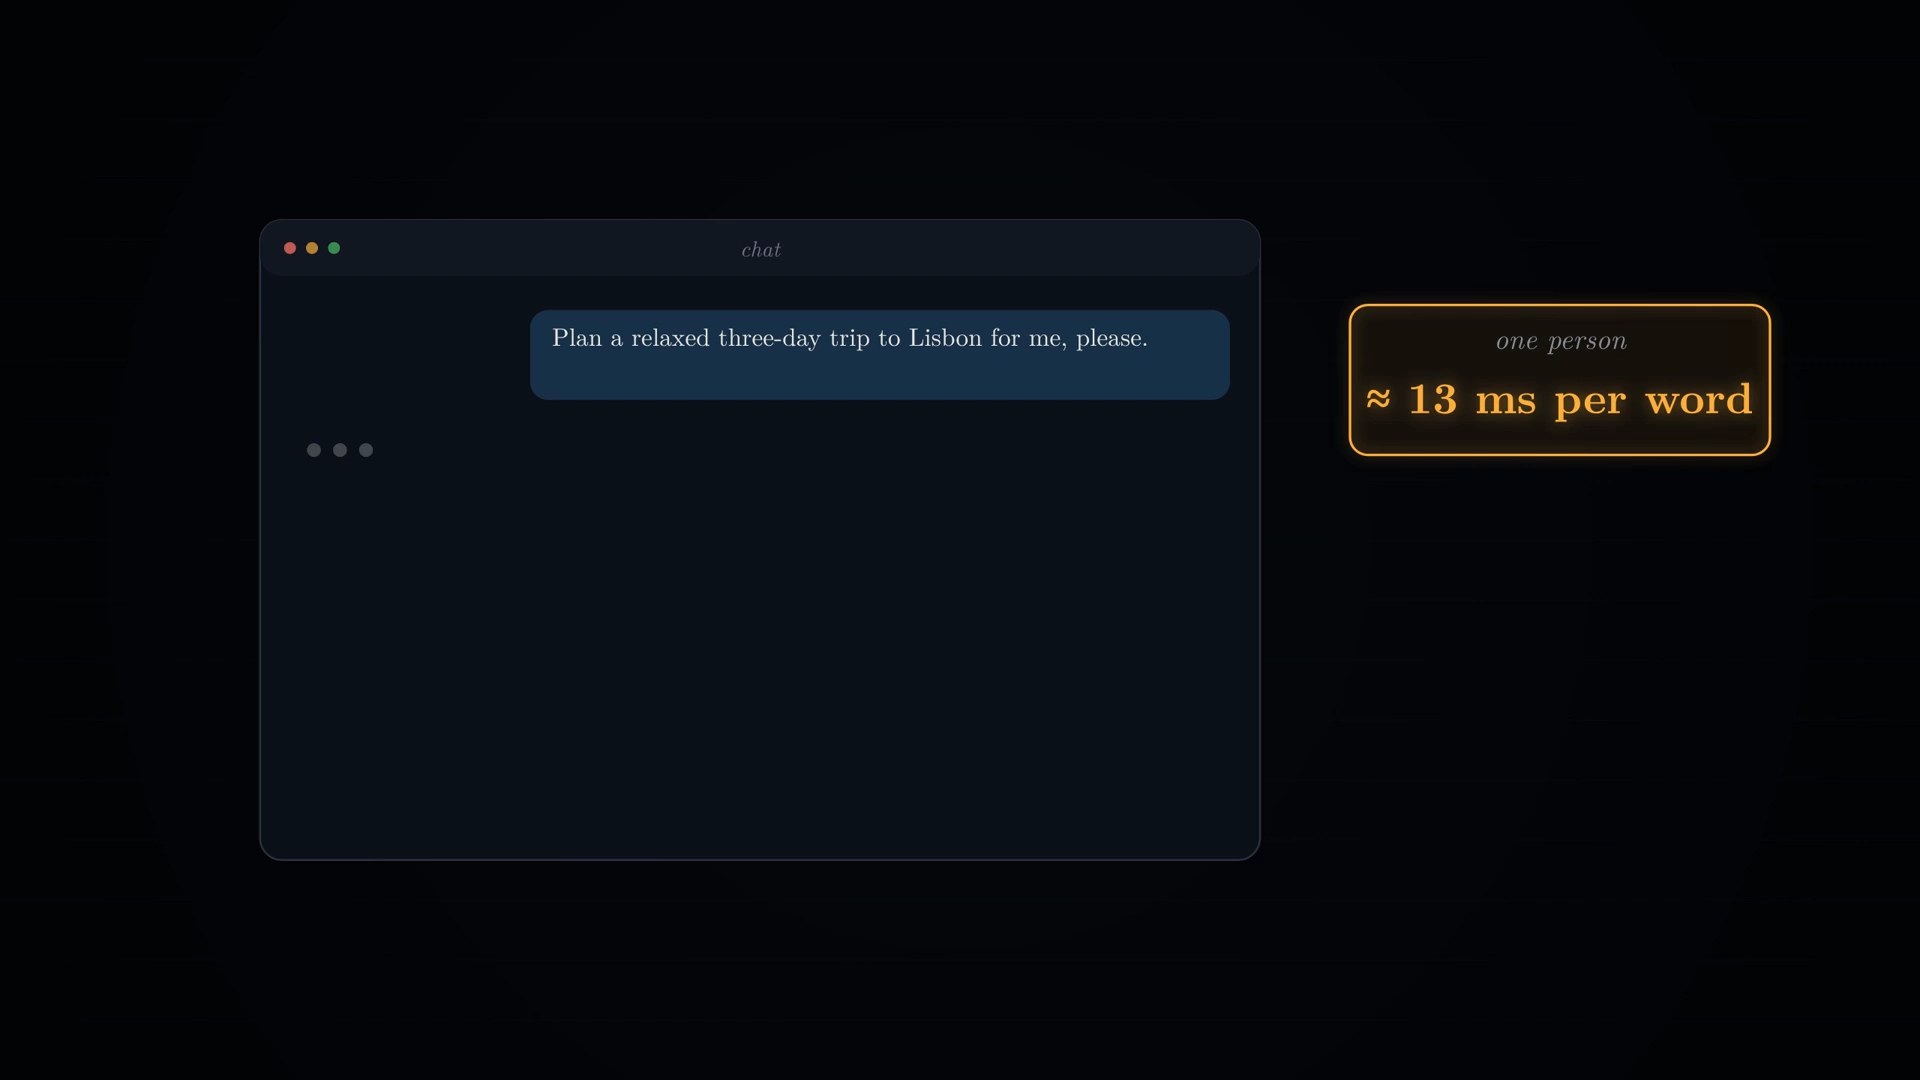 chat
Plan a relaxed three-day trip to Lisbon for me, please.
one person
≈ 13 ms per word